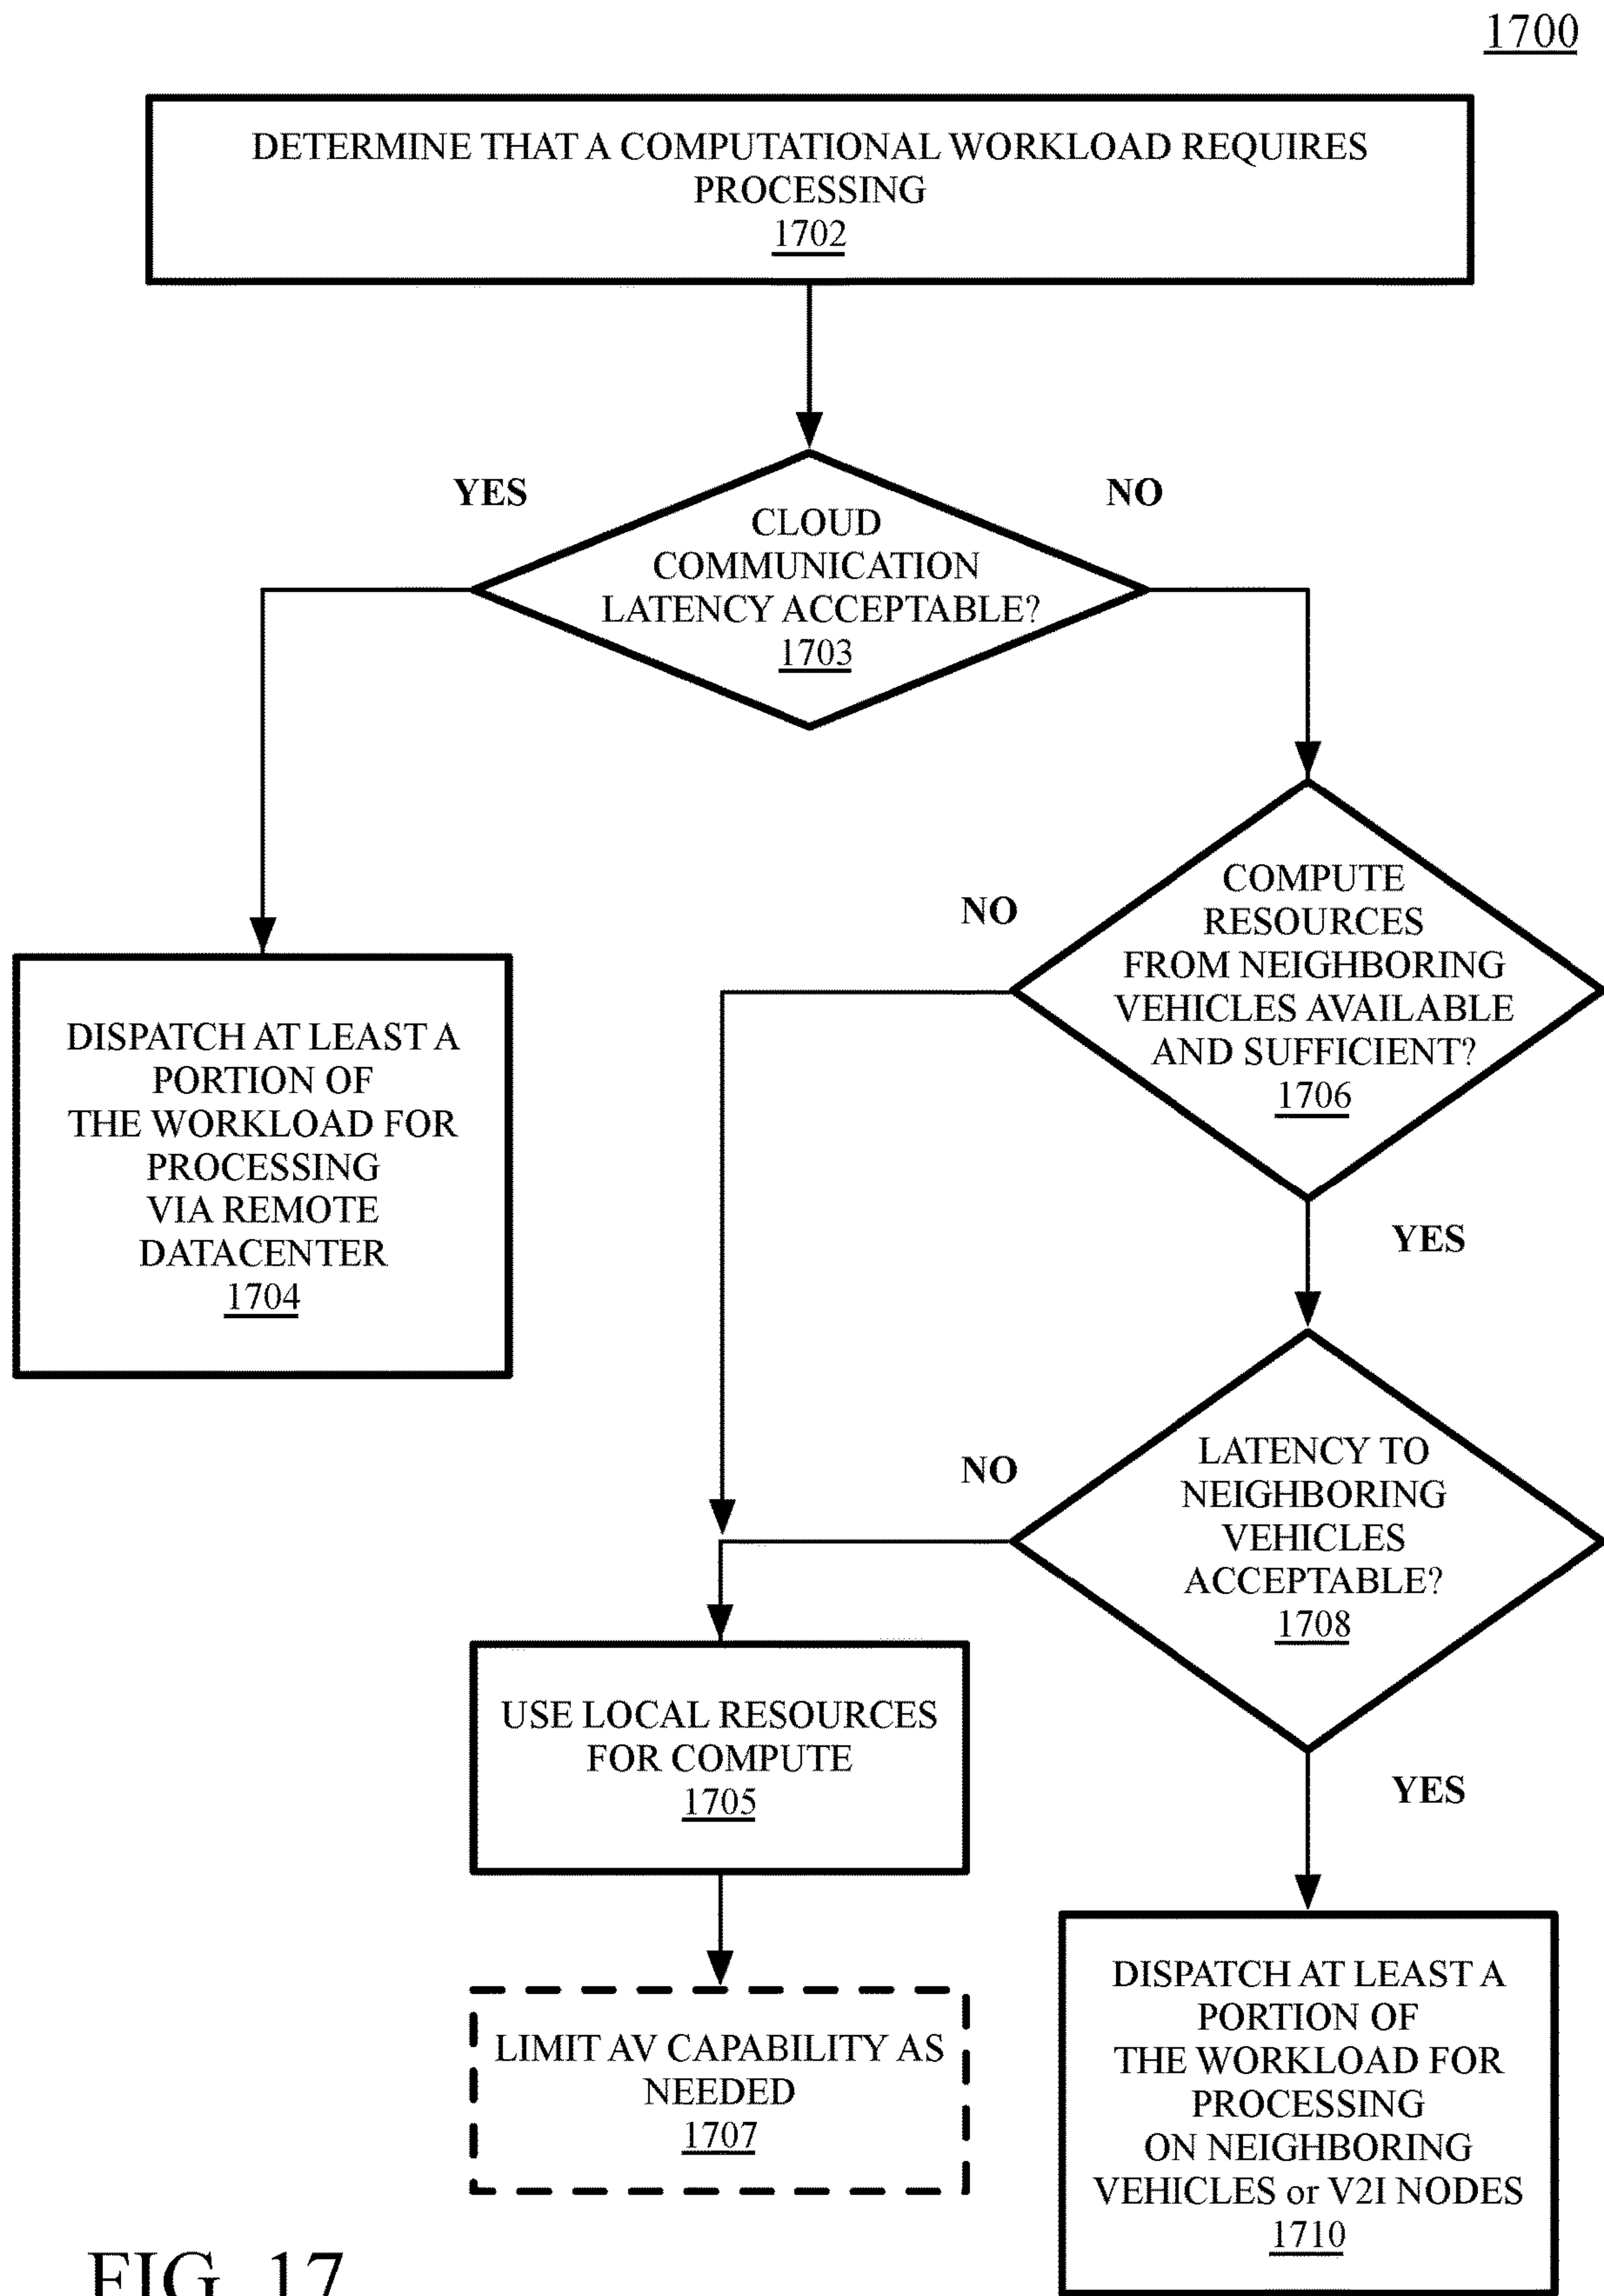 1700
DETERMINE THAT A COMPUTATIONAL WORKLOAD REQUIRES
PROCESSING
1702
YES
NO
CLOUD
COMMUNICATION
LATENCY ACCEPTABLE?
1703
COMPUTE
RESOURCES
FROM NEIGHBORING
VEHICLES AVAILABLE
AND SUFFICIENT?
1706
NO
YES
DISPATCH AT LEAST A
PORTION OF
THE WORKLOAD FOR
PROCESSING
VIA REMOTE
DATACENTER
1704
LATENCY TO
NEIGHBORING
VEHICLES
ACCEPTABLE?
1708
NO
YES
USE LOCAL RESOURCES
FOR COMPUTE
1705
LIMIT AV CAPABILITY AS
NEEDED
1707
DISPATCH AT LEAST A
PORTION OF
THE WORKLOAD FOR
PROCESSING
ON NEIGHBORING
VEHICLES or V2I NODES
1710
FIG. 17